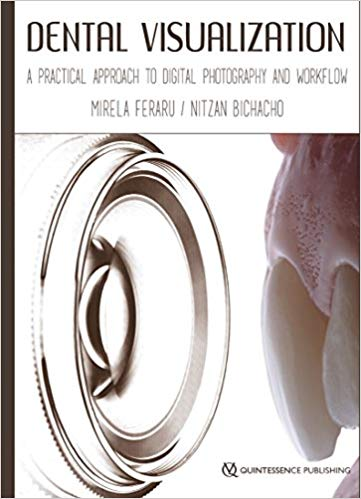 DENTAL VISUALIZATION
A PRACTICAL APPROACH TO DIGITAL PHOTOGRAPHY AND WORKFLOW
MIRELA FERARU / NITZAN BICHACHO
QUINTESSENCE PUBLISHING